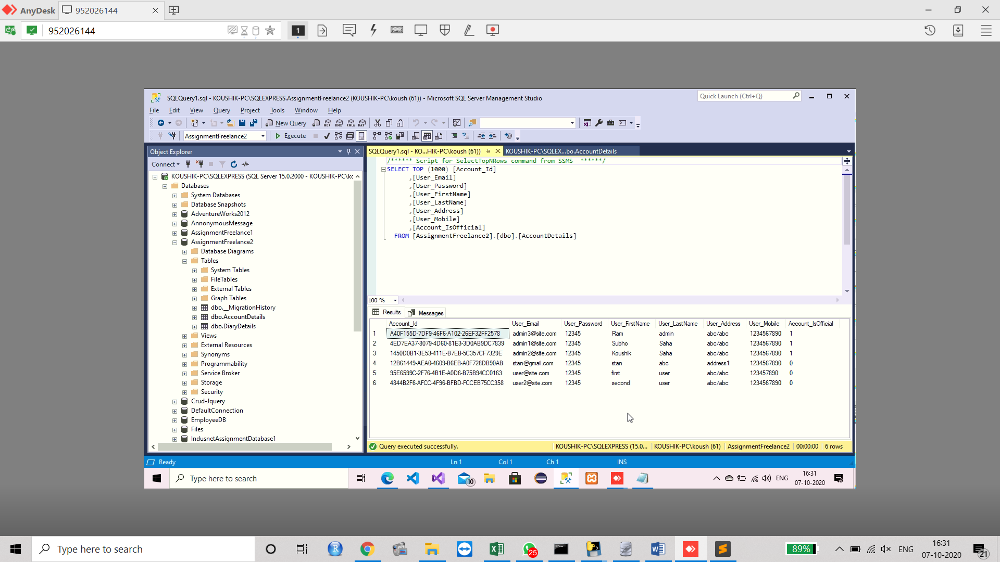 AnyDesk 952026144
952026144
1
SQLQuery1.sql - KOUSHIK-PC\SQLEXPRESS.AssignmentFreelance2 (KOUSHIK-PC\koush (61)) - Microsoft SQL Server Management Studio
Quick Launch (Ctrl+Q)
File Edit View Query Project Tools Window Help
New Query MDX DMX XMLA DAX
AssignmentFreelance2 Execute
Object Explorer
Connect
KOUSHIK-PC\SQLEXPRESS (SQL Server 15.0.2000 - KOUSHIK-PC\kc
Databases
System Databases
Database Snapshots
AdventureWorks2012
AnnonymousMessage
AssignmentFreelance1
AssignmentFreelance2
Database Diagrams
Tables
System Tables
FileTables
External Tables
Graph Tables
dbo.__MigrationHistory
dbo.AccountDetails
dbo.DiaryDetails
Views
External Resources
Synonyms
Programmability
Service Broker
Storage
Security
Crud-Jquery
DefaultConnection
EmployeeDB
Files
IndusnetAssignmentDatabase1
SQLQuery1.sql - KO...HIK-PC\koush (61)) KOUSHIK-PC\SQLEX...bo.AccountDetails
/****** Script for SelectTopNRows command from SSMS ******/
SELECT TOP (1000) [Account_Id]
,[User_Email]
,[User_Password]
,[User_FirstName]
,[User_LastName]
,[User_Address]
,[User_Mobile]
,[Account_IsOfficial]
FROM [AssignmentFreelance2].[dbo].[AccountDetails]
100 %
Results Messages
Account_Id User_Email User_Password User_FirstName User_LastName User_Address User_Mobile Account_IsOfficial
1 A40F155D-7DF9-46F6-A102-26EF32FF2578 admin3@site.com 12345 Ram admin abc/abc 1234567890 1
2 4ED7EA37-8079-4D60-81E3-3D0AB9DC7839 admin1@site.com 12345 Subho Saha abc/abc 1234567890 1
3 1450D0B1-3E53-411E-B7EB-5C357CF7329E admin2@site.com 12345 Koushik Saha abc/abc 1234567890 1
4 12B61449-AEA0-4609-B6EB-A0F728DB90AB stan@gmail.com 12345 stan abc address1 1234567890 0
5 95E6599C-2F76-4B1E-A0D6-B75B94CC0163 user@site.com 12345 first user abc/abc 123457890 0
6 4844B2F6-AFCC-4F96-BFBD-FCCEB75CC358 user2@site.com 12345 second user abc/abc 1234567890 0
Query executed successfully. KOUSHIK-PC\SQLEXPRESS (15.0... KOUSHIK-PC\koush (61) AssignmentFreelance2 00:00:00 6 rows
Ready Ln 1 Col 1 Ch 1 INS
Type here to search 10 ENG 16:31
07-10-2020
Type here to search R 25 89% ENG 16:31
07-10-2020 21